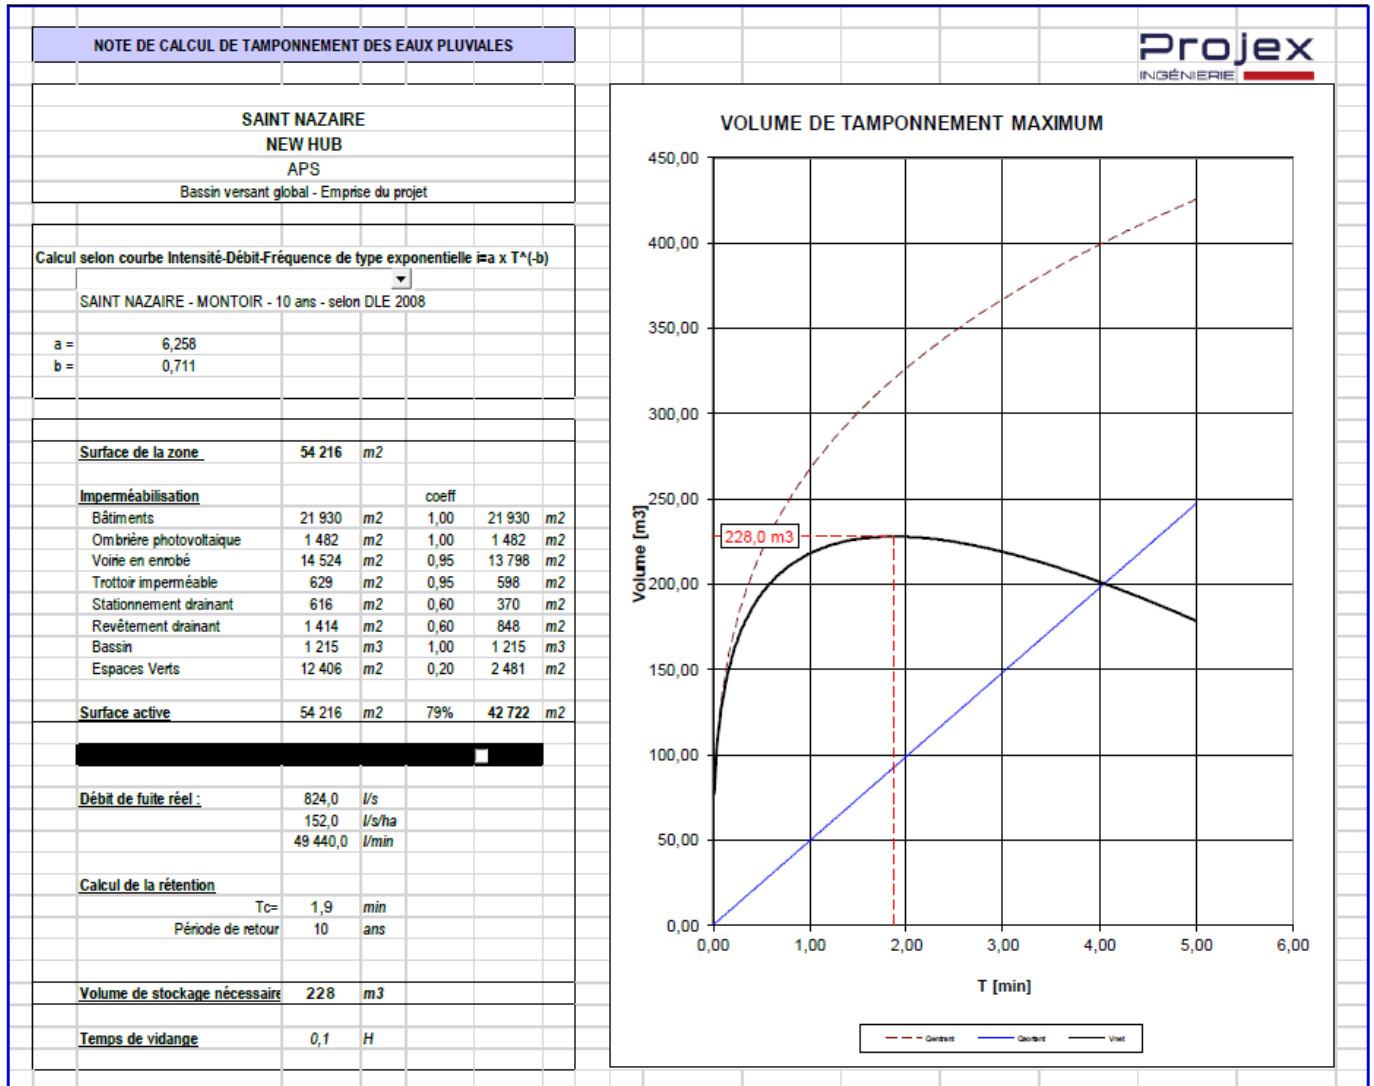 NOTE DE CALCUL DE TAMPONNEMENT DES EAUX PLUVIALES
Projex
INGÉNIERIE
SAINT NAZAIRE
NEW HUB
APS
Bassin versant global - Emprise du projet
Calcul selon courbe Intensité-Débit-Fréquence de type exponentielle i=a x T^(-b)
SAINT NAZAIRE - MONTOIR - 10 ans - selon DLE 2008
a = 6,258
b = 0,711
Surface de la zone 54 216 m2
Imperméabilisation coeff
Bâtiments 21 930 m2 1,00 21 930 m2
Ombrière photovoltaique 1 482 m2 1,00 1 482 m2
Voirie en enrobé 14 524 m2 0,95 13 798 m2
Trottoir imperméable 629 m2 0,95 598 m2
Stationnement drainant 616 m2 0,60 370 m2
Revêtement drainant 1 414 m2 0,60 848 m2
Bassin 1 215 m3 1,00 1 215 m3
Espaces Verts 12 406 m2 0,20 2 481 m2
Surface active 54 216 m2 79% 42 722 m2
Débit de fuite réel : 824,0 l/s
152,0 l/s/ha
49 440,0 l/min
Calcul de la rétention
Tc= 1,9 min
Période de retour 10 ans
Volume de stockage nécessaire 228 m3
Temps de vidange 0,1 H
VOLUME DE TAMPONNEMENT MAXIMUM
450,00
400,00
350,00
300,00
250,00
200,00
150,00
100,00
50,00
0,00
Volume [m3]
228,0 m3
0,00 1,00 2,00 3,00 4,00 5,00 6,00
T [min]
Qentrant Qsortant Vnet